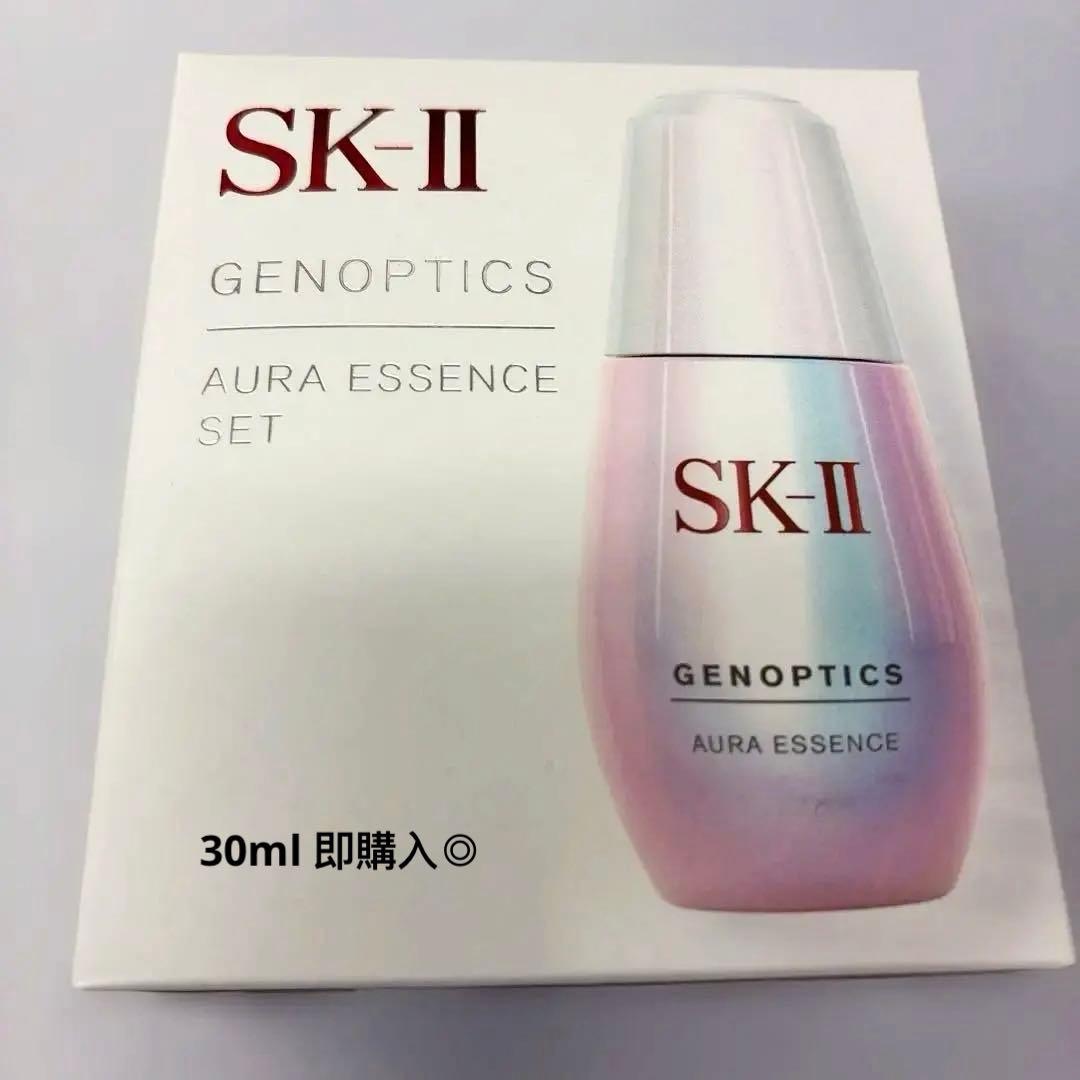 SK-II
GENOPTICS
AURA ESSENCE
SET
SK-II
GENOPTICS
AURA ESSENCE
30ml 即購入◎